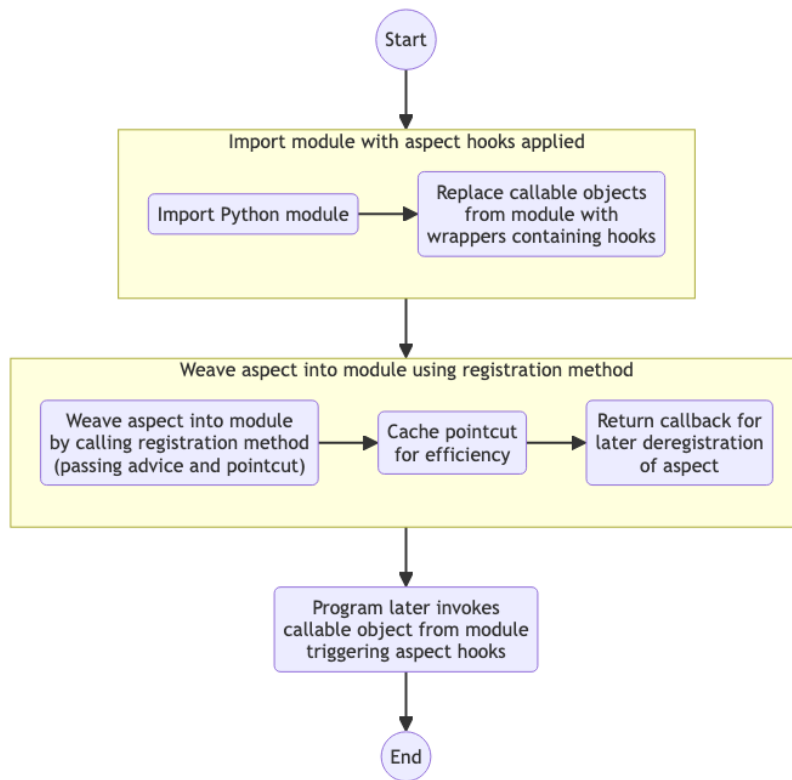 Start
Import module with aspect hooks applied
Import Python module
Replace callable objects
from module with
wrappers containing hooks
Weave aspect into module using registration method
Weave aspect into module
by calling registration method
(passing advice and pointcut)
Cache pointcut
for efficiency
Return callback for
later deregistration
of aspect
Program later invokes
callable object from module
triggering aspect hooks
End